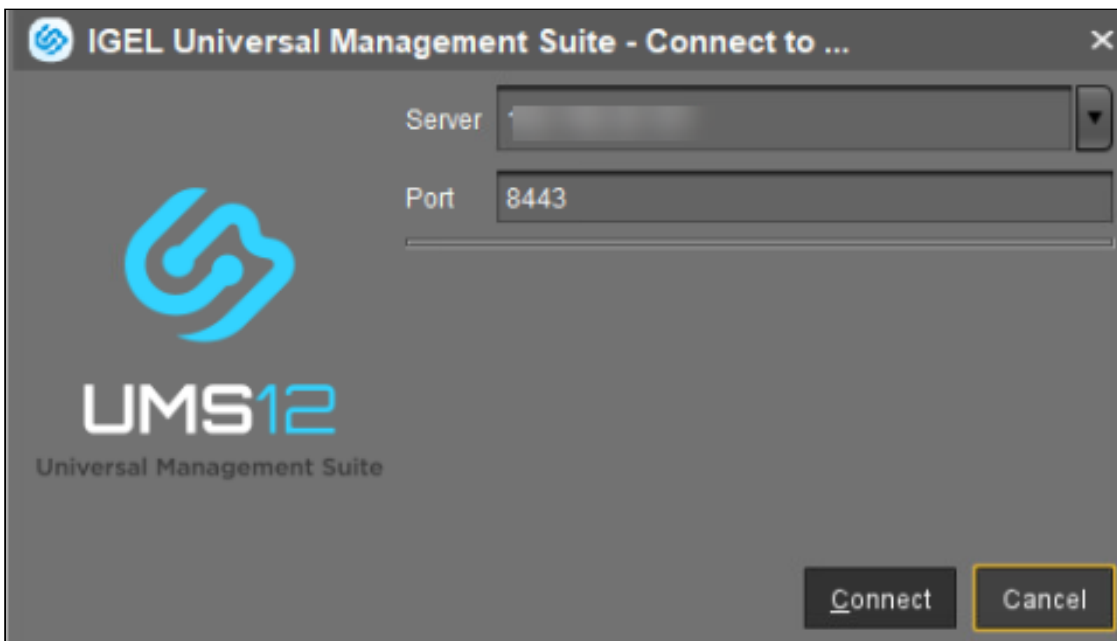 IGEL Universal Management Suite - Connect to ...
Server
Port 8443
UMS12
Universal Management Suite
Connect Cancel